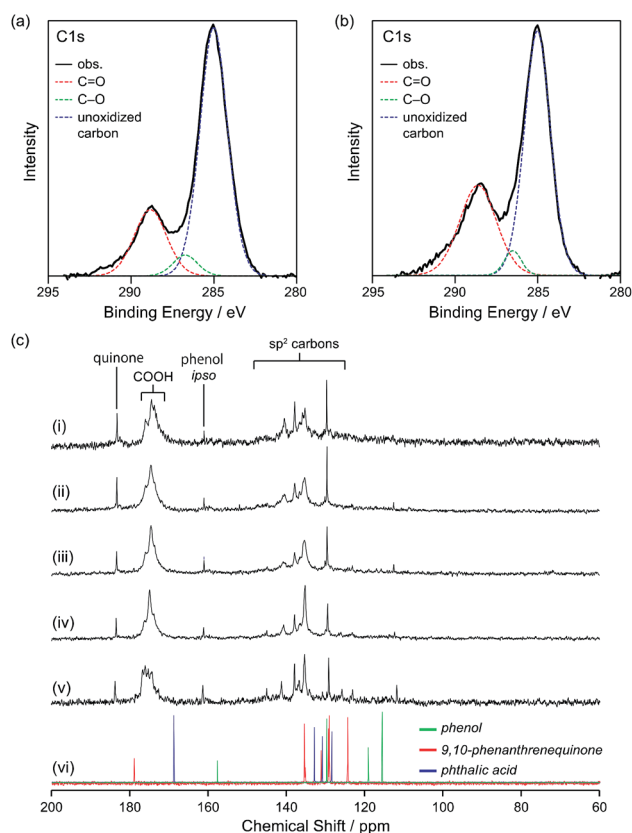 (a)
C1s
obs.
C=O
C–O
unoxidized
carbon
Intensity
295 290 285 280
Binding Energy / eV
(b)
C1s
obs.
C=O
C–O
unoxidized
carbon
Intensity
295 290 285 280
Binding Energy / eV
(c)
quinone
COOH
phenol
ipso
sp² carbons
(i)
(ii)
(iii)
(iv)
(v)
(vi)
phenol
9,10-phenanthrenequinone
phthalic acid
200 180 160 140 120 100 80 60
Chemical Shift / ppm